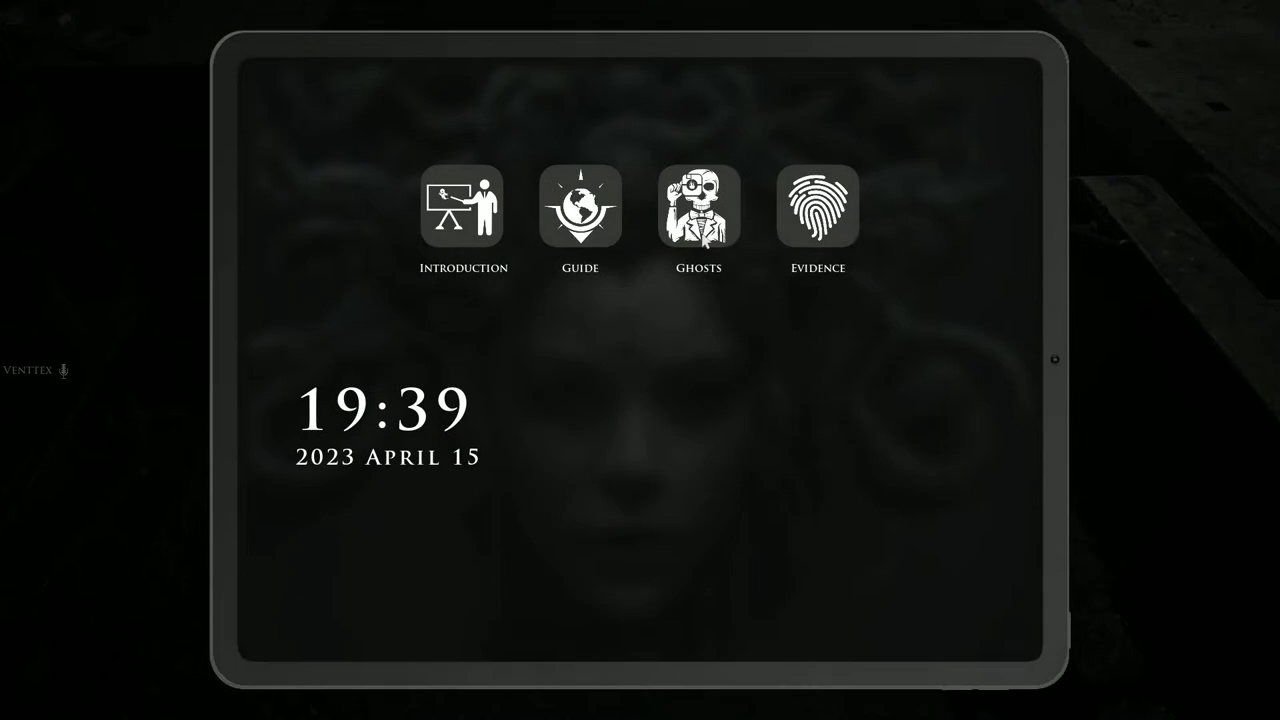 Introduction
Guide
Ghosts
Evidence
Venttex
19:39
2023 April 15